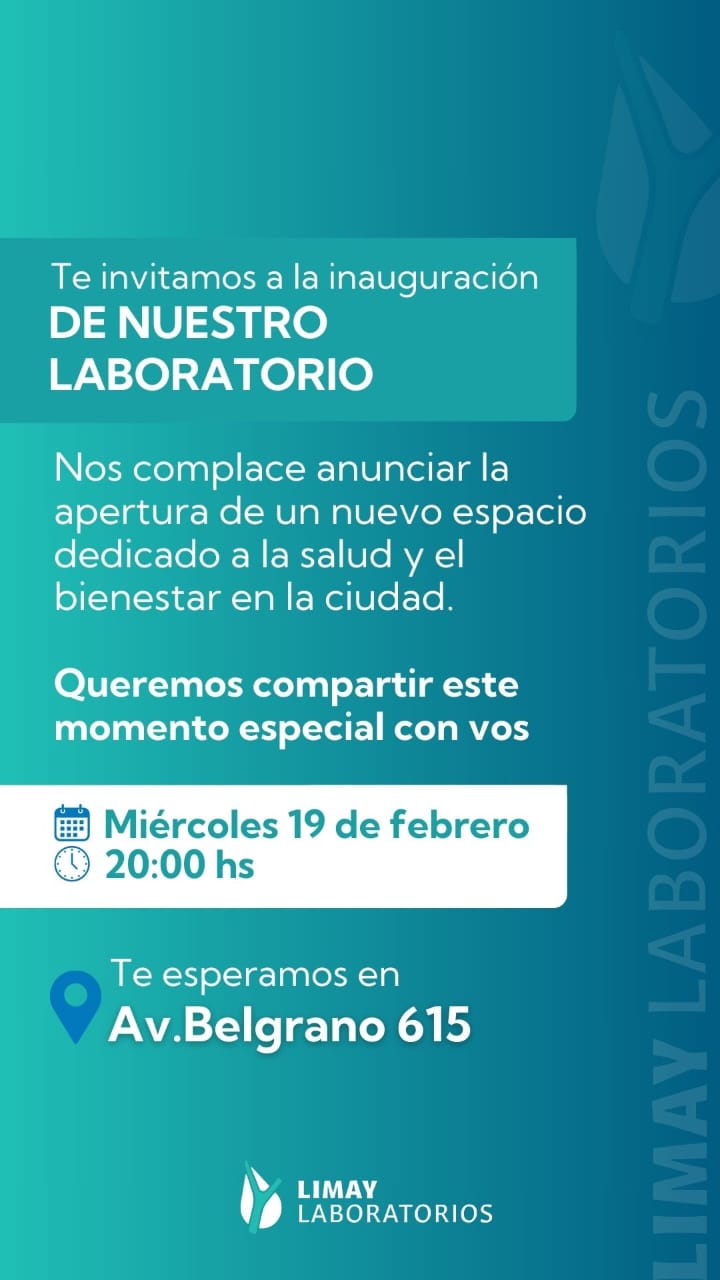 Te invitamos a la inauguración
DE NUESTRO
LABORATORIO
Nos complace anunciar la
apertura de un nuevo espacio
dedicado a la salud y el
bienestar en la ciudad.
Queremos compartir este
momento especial con vos
Miércoles 19 de febrero
20:00 hs
Te esperamos en
Av.Belgrano 615
LIMAY
LABORATORIOS
LIMAY LABORATORIOS